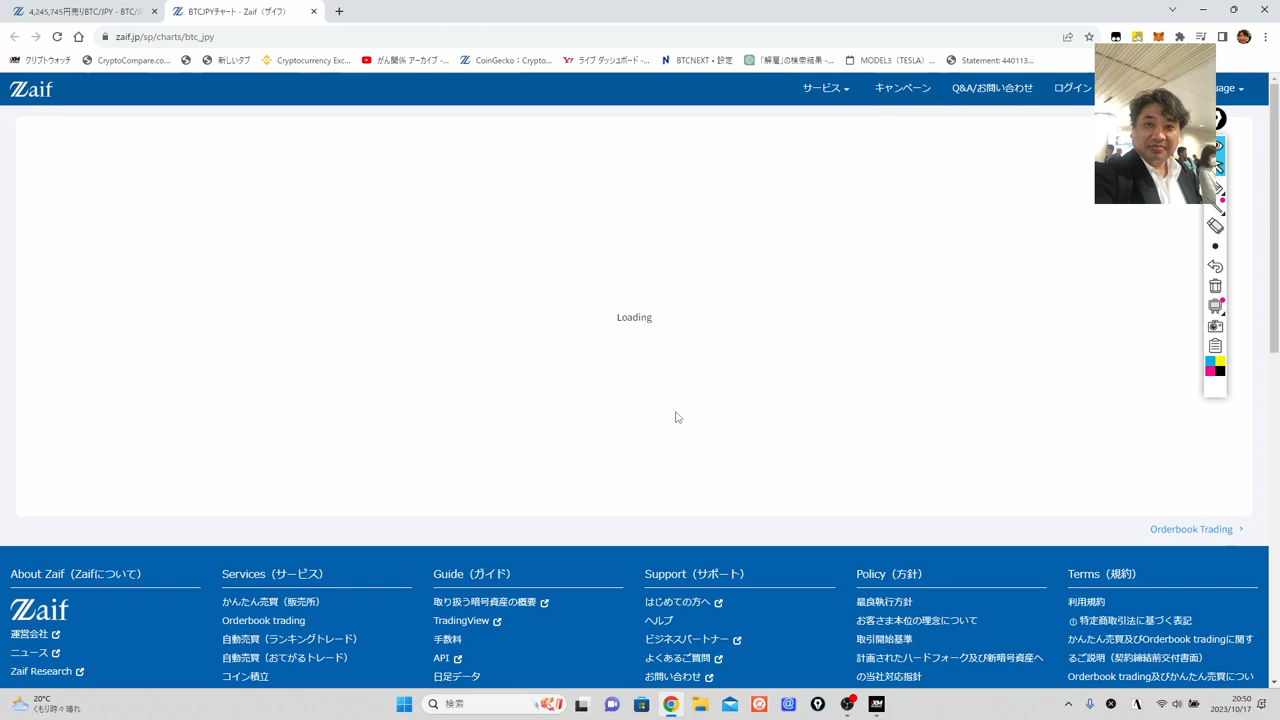 4,245,745円売りBTC/JPY - BTC/JF
BTCJPYチャート - Zaif（ザイフ）
zaif.jp/sp/charts/btc_jpy
クリプトウォッチ
CryptoCompare.co...
新しいタブ
Cryptocurrency Exc...
がん関係 アーカイブ -...
CoinGecko：Crypto...
ライブ ダッシュボード -...
BTCNEXT • 設定
「解雇」の検索結果 -...
MODEL3（TESLA）...
Statement: 440113...
Zaif
サービス
キャンペーン
Q&A/お問い合わせ
ログイン
uage
Loading
Orderbook Trading
About Zaif（Zaifについて）
Zaif
運営会社
ニュース
Zaif Research
Services（サービス）
かんたん売買（販売所）
Orderbook trading
自動売買（ランキングトレード）
自動売買（おてがるトレード）
コイン積立
Guide（ガイド）
取り扱う暗号資産の概要
TradingView
手数料
API
日足データ
Support（サポート）
はじめての方へ
ヘルプ
ビジネスパートナー
よくあるご質問
お問い合わせ
Policy（方針）
最良執行方針
お客さま本位の理念について
取引開始基準
計画されたハードフォーク及び新暗号資産へ
の当社対応指針
Terms（規約）
利用規約
特定商取引法に基づく表記
かんたん売買及びOrderbook tradingに関す
るご説明（契約締結前交付書面）
Orderbook trading及びかんたん売買につい
20°C
くもり時々晴れ
検索
20:50
2023/10/17